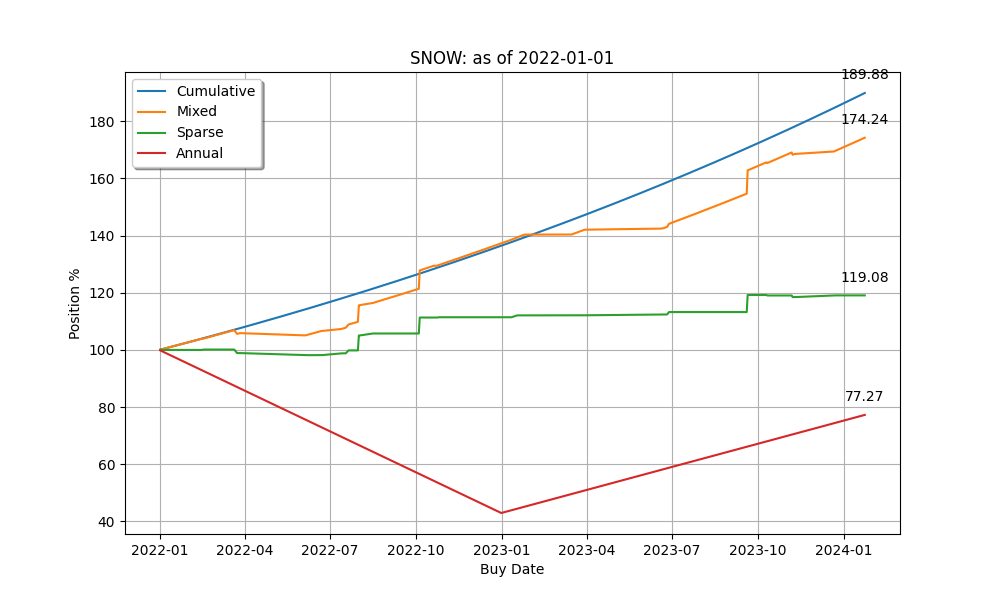 SNOW: as of 2022-01-01
189.88
Cumulative
Mixed
Sparse
Annual
174.24
119.08
77.27
Position %
180
160
140
120
100
80
60
40
2022-01 2022-04 2022-07 2022-10 2023-01 2023-04 2023-07 2023-10 2024-01
Buy Date